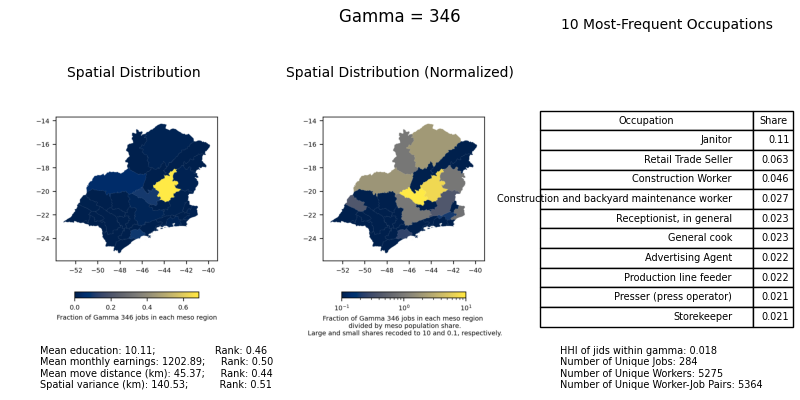 Gamma = 346
10 Most-Frequent Occupations
Spatial Distribution
Spatial Distribution (Normalized)
−14
−16
−18
−20
−22
−24
−52 −50 −48 −46 −44 −42 −40
0.0 0.2 0.4 0.6
Fraction of Gamma 346 jobs in each meso region
−14
−16
−18
−20
−22
−24
−52 −50 −48 −46 −44 −42 −40
10⁻¹ 10⁰ 10¹
Fraction of Gamma 346 jobs in each meso region
divided by meso population share.
Large and small shares recoded to 10 and 0.1, respectively.
Occupation Share
Janitor 0.11
Retail Trade Seller 0.063
Construction Worker 0.046
Construction and backyard maintenance worker 0.027
Receptionist, in general 0.023
General cook 0.023
Advertising Agent 0.022
Production line feeder 0.022
Presser (press operator) 0.021
Storekeeper 0.021
Mean education: 10.11; Rank: 0.46
Mean monthly earnings: 1202.89; Rank: 0.50
Mean move distance (km): 45.37; Rank: 0.44
Spatial variance (km): 140.53; Rank: 0.51
HHI of jids within gamma: 0.018
Number of Unique Jobs: 284
Number of Unique Workers: 5275
Number of Unique Worker-Job Pairs: 5364